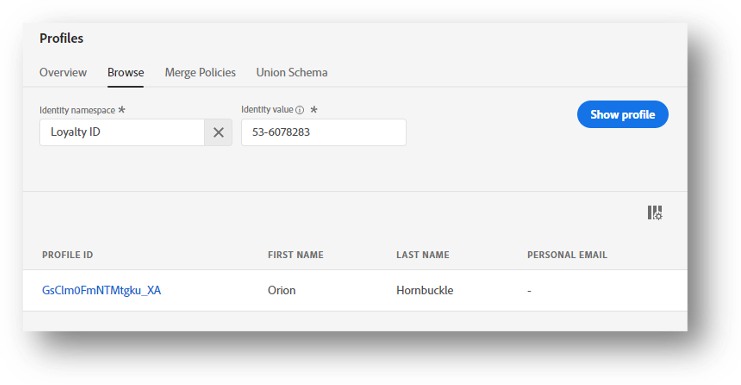 Profiles
Overview Browse Merge Policies Union Schema
Identity namespace * Identity value *
Loyalty ID 53-6078283 Show profile
PROFILE ID FIRST NAME LAST NAME PERSONAL EMAIL
GsClm0FmNTMtgku_XA Orion Hornbuckle -